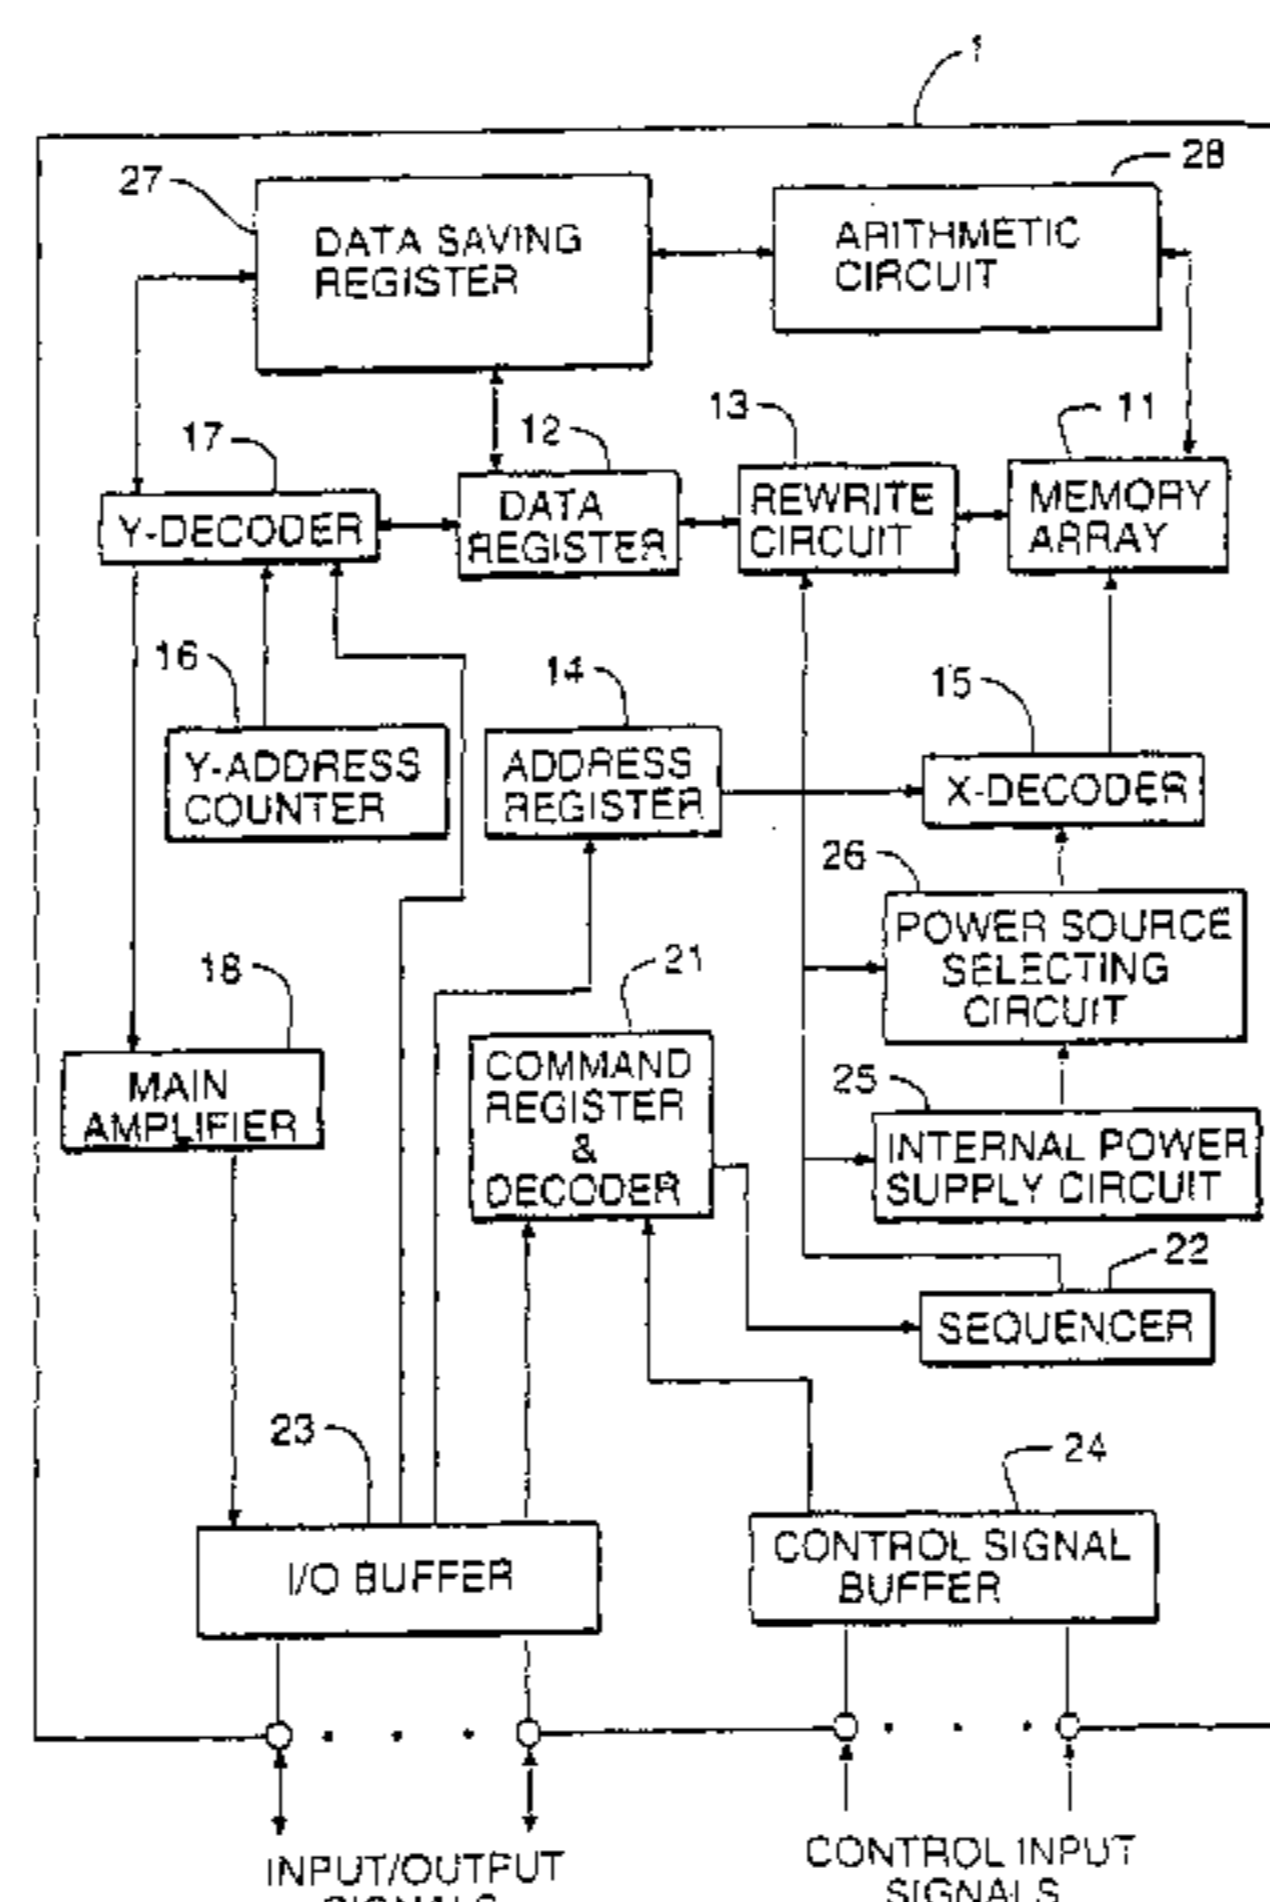 1
27
28
DATA SAVING
REGISTER
ARITHMETIC
CIRCUIT
17
12
13
11
Y-DECODER
DATA
REGISTER
REWRITE
CIRCUIT
MEMORY
ARRAY
16
14
15
Y-ADDRESS
COUNTER
ADDRESS
REGISTER
X-DECODER
26
POWER SOURCE
SELECTING
CIRCUIT
18
21
MAIN
AMPLIFIER
COMMAND
REGISTER
&
DECODER
25
INTERNAL POWER
SUPPLY CIRCUIT
22
SEQUENCER
23
24
I/O BUFFER
CONTROL SIGNAL
BUFFER
INPUT/OUTPUT
SIGNALS
CONTROL INPUT
SIGNALS